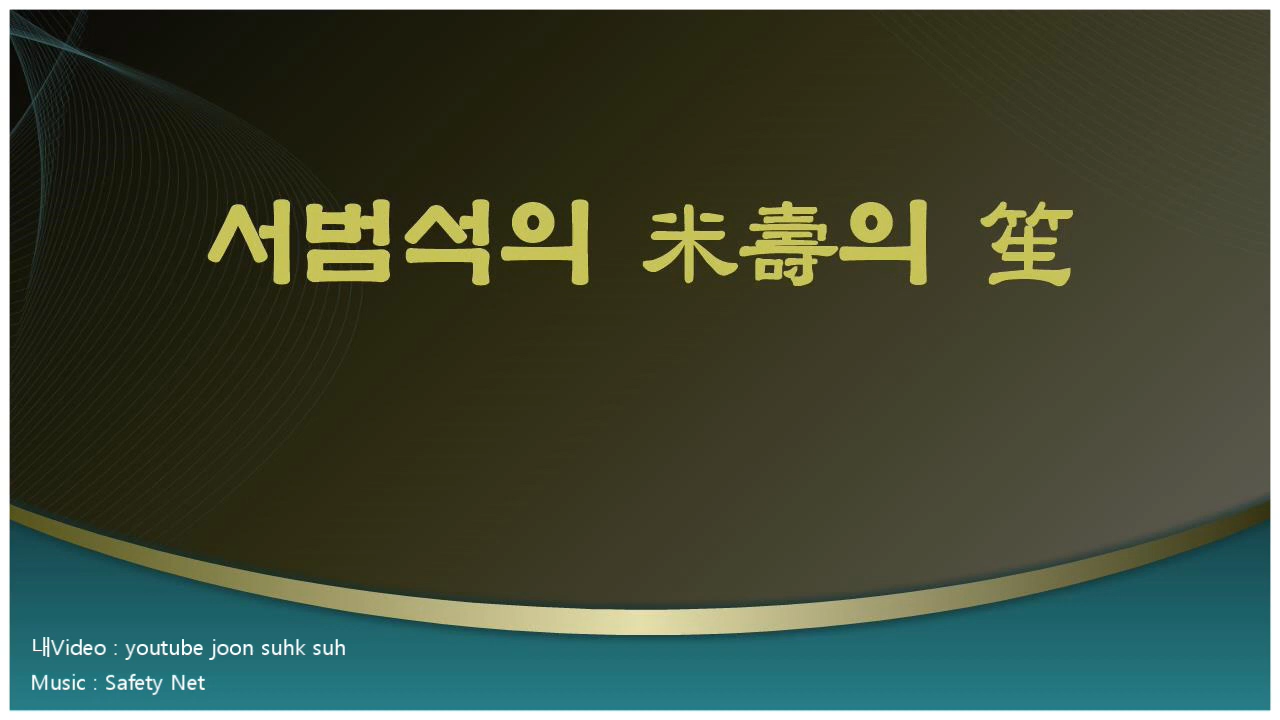 서범석의 米壽의 笙
내Video : youtube joon suhk suh
Music : Safety Net